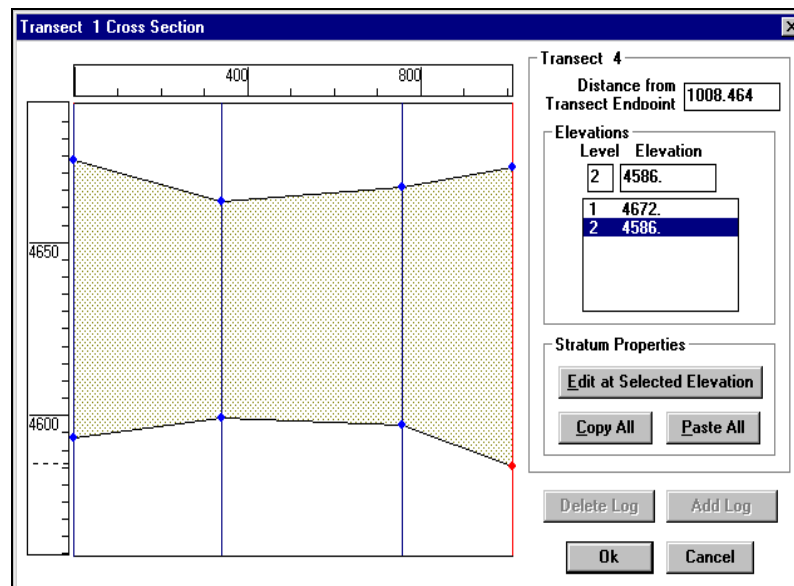 Transect 1 Cross Section
400 800
4650
4600
Transect 4
Distance from
Transect Endpoint 1008.464
Elevations
Level Elevation
2 4586.
1 4672.
2 4586.
Stratum Properties
Edit at Selected Elevation
Copy All Paste All
Delete Log Add Log
Ok Cancel